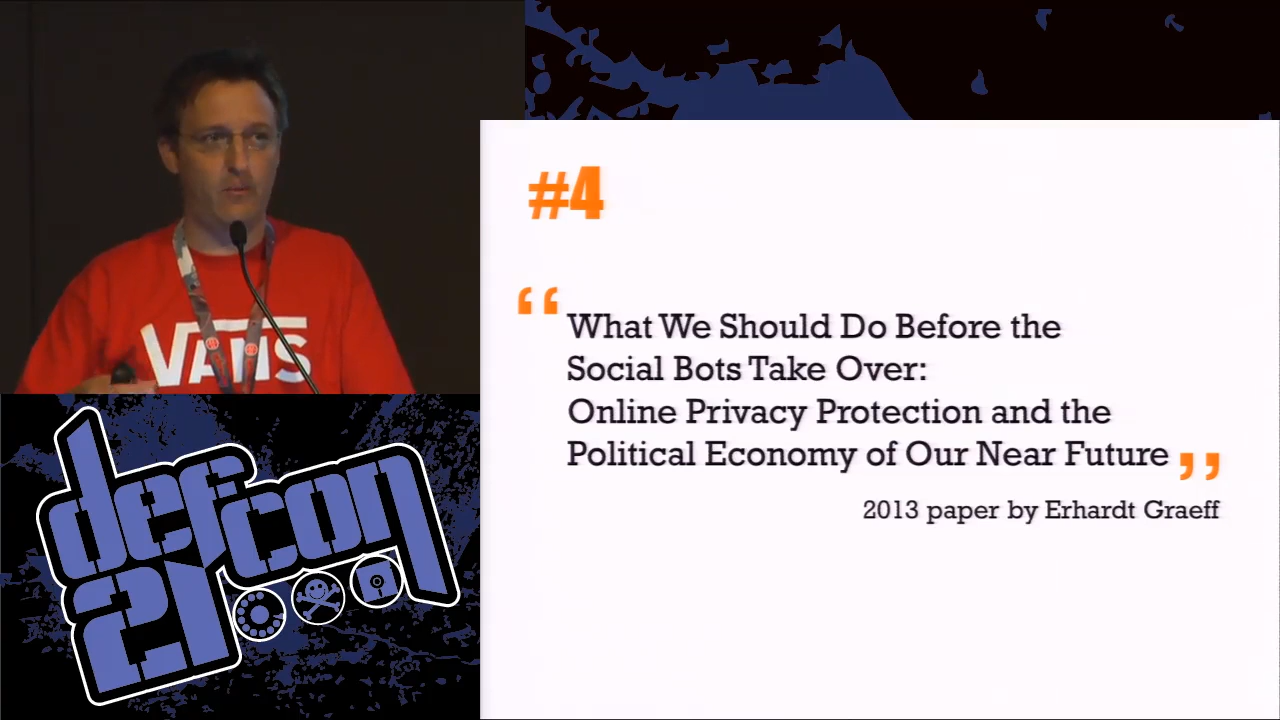 #4
“What We Should Do Before the
Social Bots Take Over:
Online Privacy Protection and the
Political Economy of Our Near Future”
2013 paper by Erhardt Graeff
VANS
defcon
21